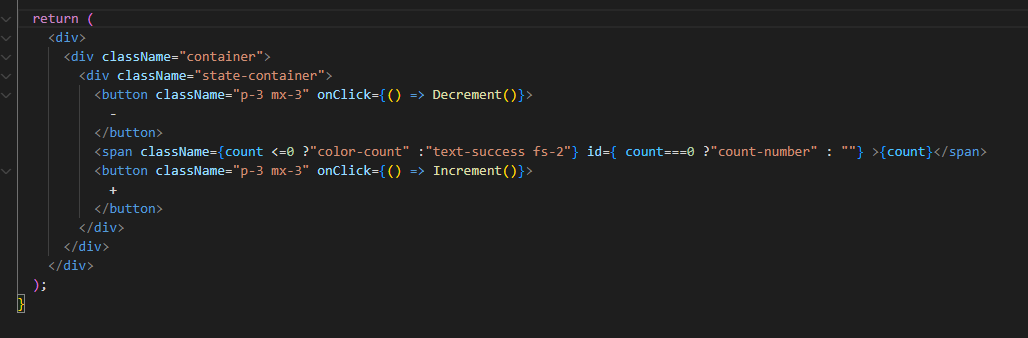 return (
<div>
<div className="container">
<div className="state-container">
<button className="p-3 mx-3" onClick={() => Decrement()}>
-
</button>
<span className={count <=0 ?"color-count" :"text-success fs-2"} id={ count===0 ?"count-number" : ""} >{count}</span>
<button className="p-3 mx-3" onClick={() => Increment()}>
+
</button>
</div>
</div>
</div>
);
}